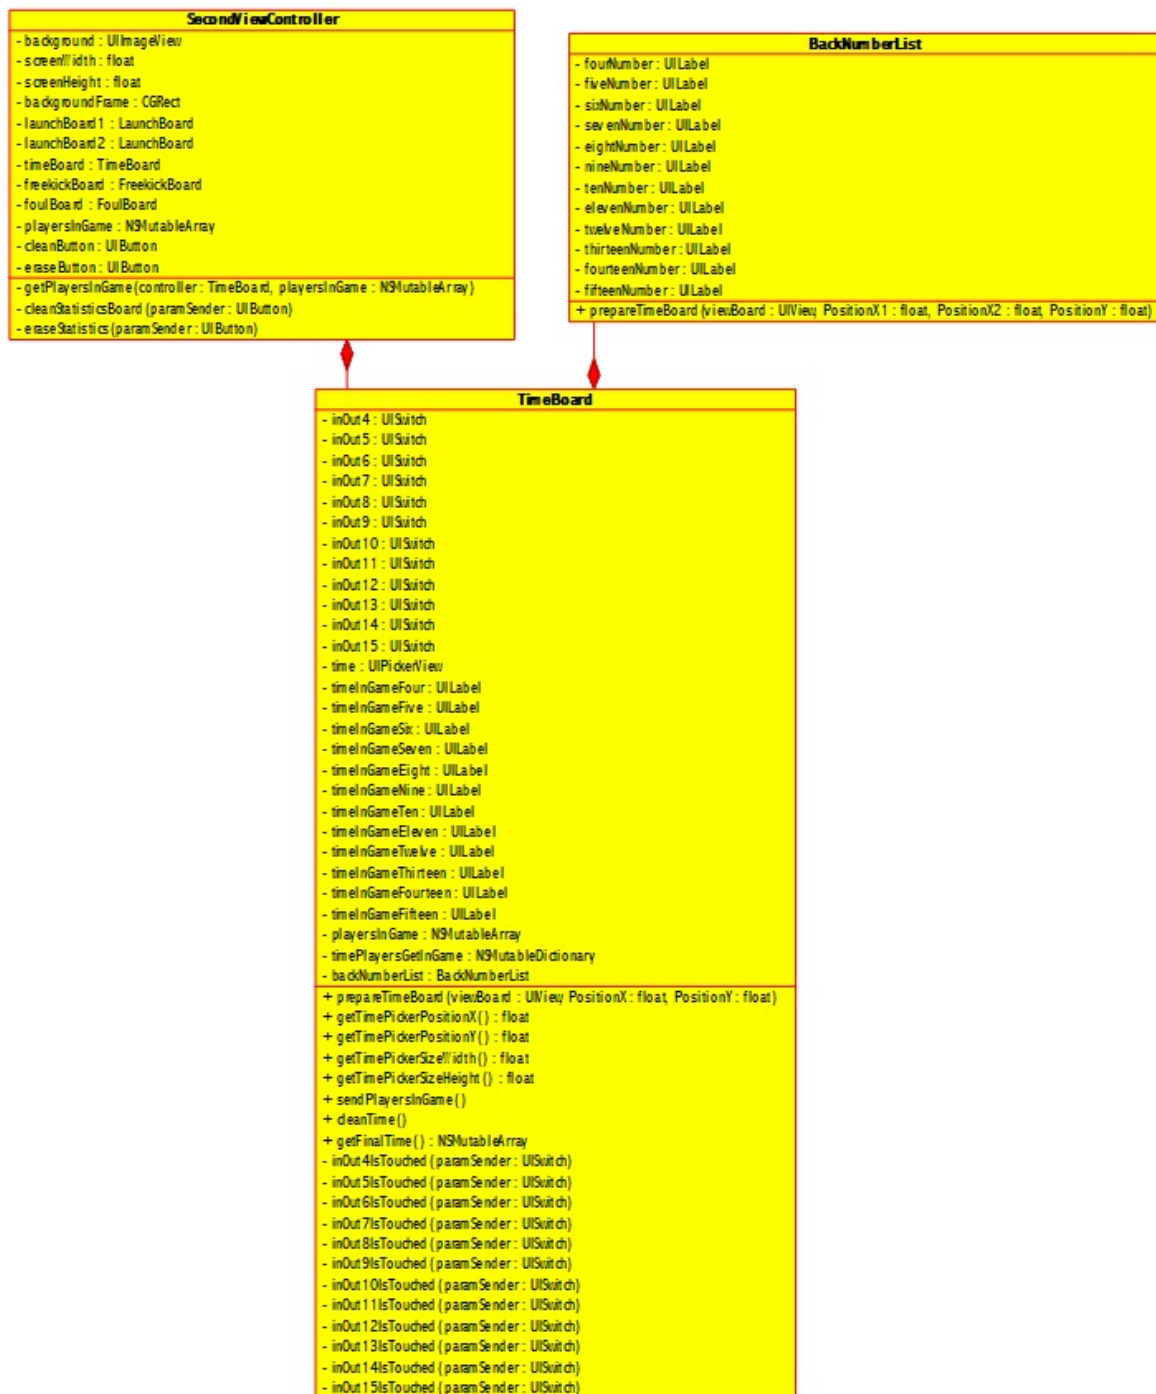 SecondViewController
- background : UIImageView
- screenWidth : float
- screenHeight : float
- backgroundFrame : CGRect
- launchBoard1 : LaunchBoard
- launchBoard2 : LaunchBoard
- timeBoard : TimeBoard
- freekickBoard : FreekickBoard
- foulBoard : FoulBoard
- playersInGame : NSMutableArray
- cleanButton : UIButton
- eraseButton : UIButton
- getPlayersInGame(controller : TimeBoard, playersInGame : NSMutableArray)
- cleanStatisticsBoard (paramSender : UIButton)
- eraseStatistics(paramSender : UIButton)
BackNumberList
- fourNumber : UILabel
- fiveNumber : UILabel
- sixNumber : UILabel
- sevenNumber : UILabel
- eightNumber : UILabel
- nineNumber : UILabel
- tenNumber : UILabel
- elevenNumber : UILabel
- twelveNumber : UILabel
- thirteenNumber : UILabel
- fourteenNumber : UILabel
- fifteenNumber : UILabel
+ prepareTimeBoard (viewBoard : UIView, PositionX1 : float, PositionX2 : float, PositionY : float)
TimeBoard
- inOut4 : UISwitch
- inOut5 : UISwitch
- inOut6 : UISwitch
- inOut7 : UISwitch
- inOut8 : UISwitch
- inOut9 : UISwitch
- inOut10 : UISwitch
- inOut11 : UISwitch
- inOut12 : UISwitch
- inOut13 : UISwitch
- inOut14 : UISwitch
- inOut15 : UISwitch
- time : UIPickerView
- timeInGameFour : UILabel
- timeInGameFive : UILabel
- timeInGameSix : UILabel
- timeInGameSeven : UILabel
- timeInGameEight : UILabel
- timeInGameNine : UILabel
- timeInGameTen : UILabel
- timeInGameEleven : UILabel
- timeInGameTwelve : UILabel
- timeInGameThirteen : UILabel
- timeInGameFourteen : UILabel
- timeInGameFifteen : UILabel
- playersInGame : NSMutableArray
- timePlayersGetInGame : NSMutableDictionary
- backNumberList : BackNumberList
+ prepareTimeBoard (viewBoard : UIView, PositionX : float, PositionY : float)
+ getTimePickerPositionX() : float
+ getTimePickerPositionY() : float
+ getTimePickerSizeWidth() : float
+ getTimePickerSizeHeight() : float
+ sendPlayersInGame()
+ cleanTime()
+ getFinalTime() : NSMutableArray
- inOut4IsTouched (paramSender : UISwitch)
- inOut5IsTouched (paramSender : UISwitch)
- inOut6IsTouched (paramSender : UISwitch)
- inOut7IsTouched (paramSender : UISwitch)
- inOut8IsTouched (paramSender : UISwitch)
- inOut9IsTouched (paramSender : UISwitch)
- inOut10IsTouched (paramSender : UISwitch)
- inOut11IsTouched (paramSender : UISwitch)
- inOut12IsTouched (paramSender : UISwitch)
- inOut13IsTouched (paramSender : UISwitch)
- inOut14IsTouched (paramSender : UISwitch)
- inOut15IsTouched (paramSender : UISwitch)